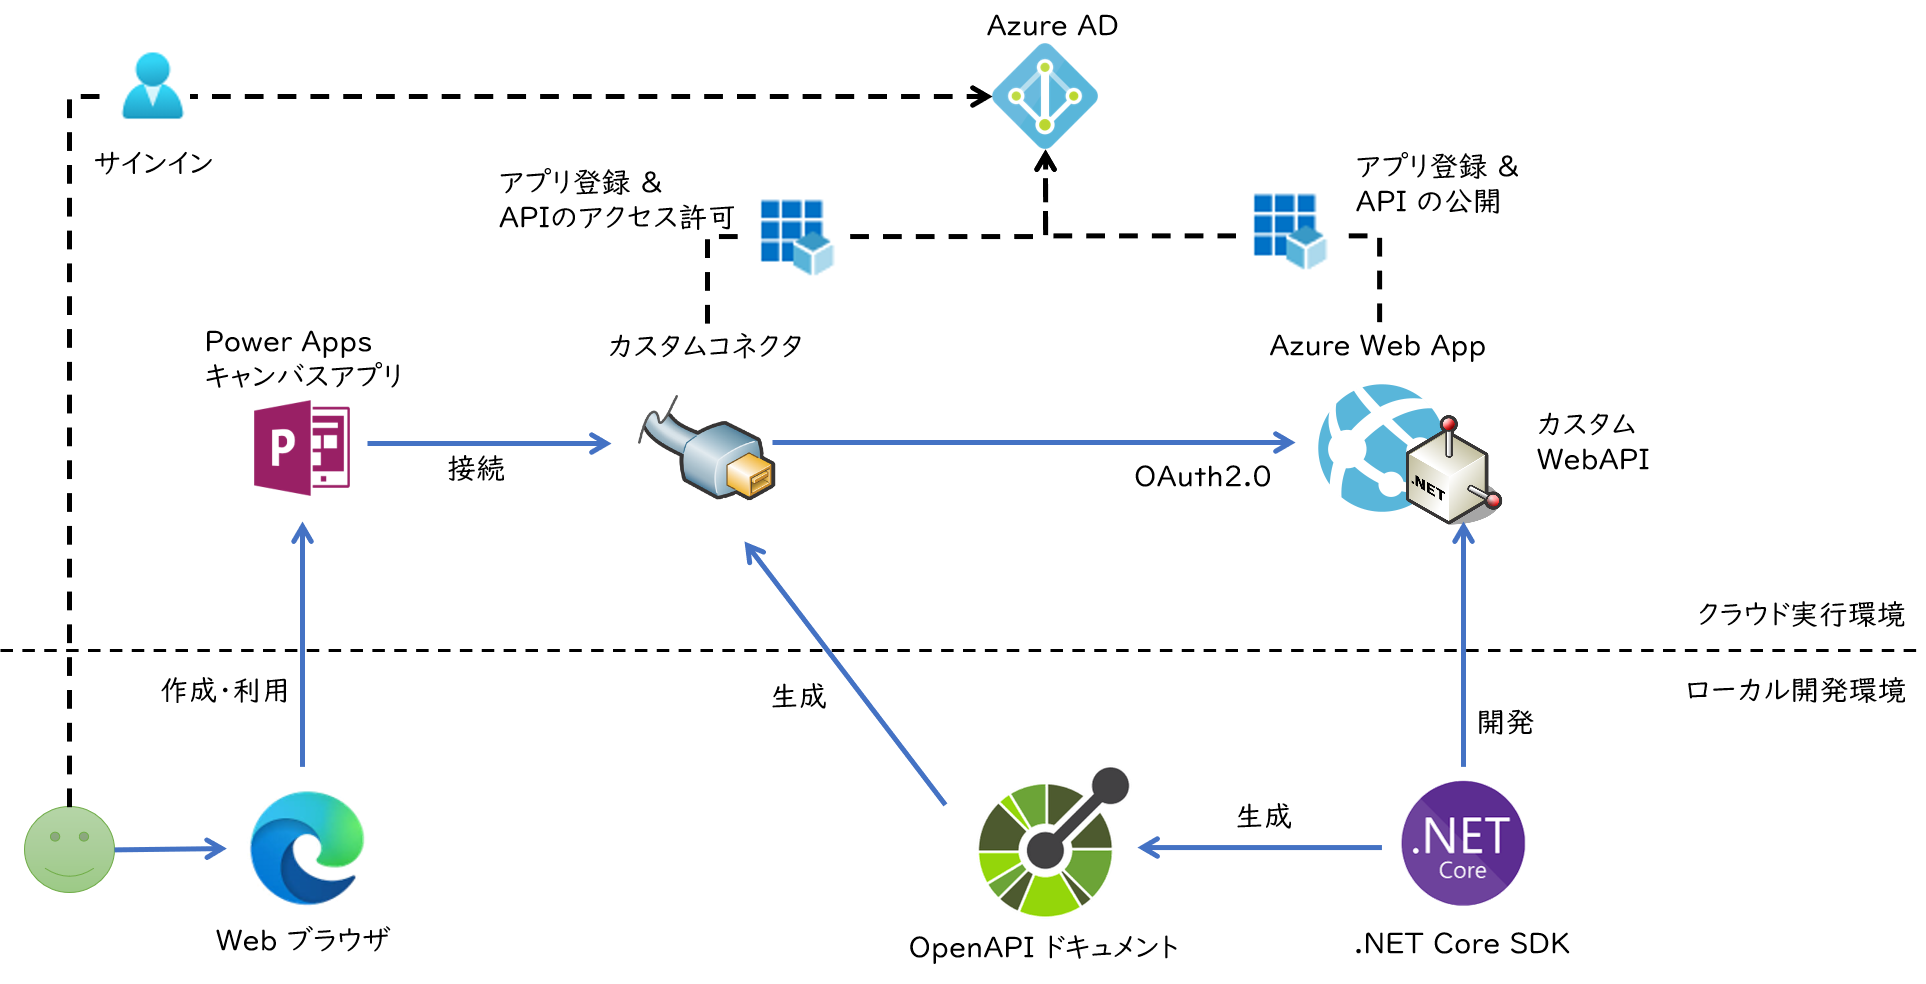 Azure AD
サインイン
アプリ登録 &
APIのアクセス許可
アプリ登録 &
API の公開
Power Apps
キャンバスアプリ
カスタムコネクタ
Azure Web App
P
接続
OAuth2.0
.NET
カスタム
WebAPI
クラウド実行環境
ローカル開発環境
作成・利用
生成
開発
生成
.NET
Core
Web ブラウザ
OpenAPI ドキュメント
.NET Core SDK